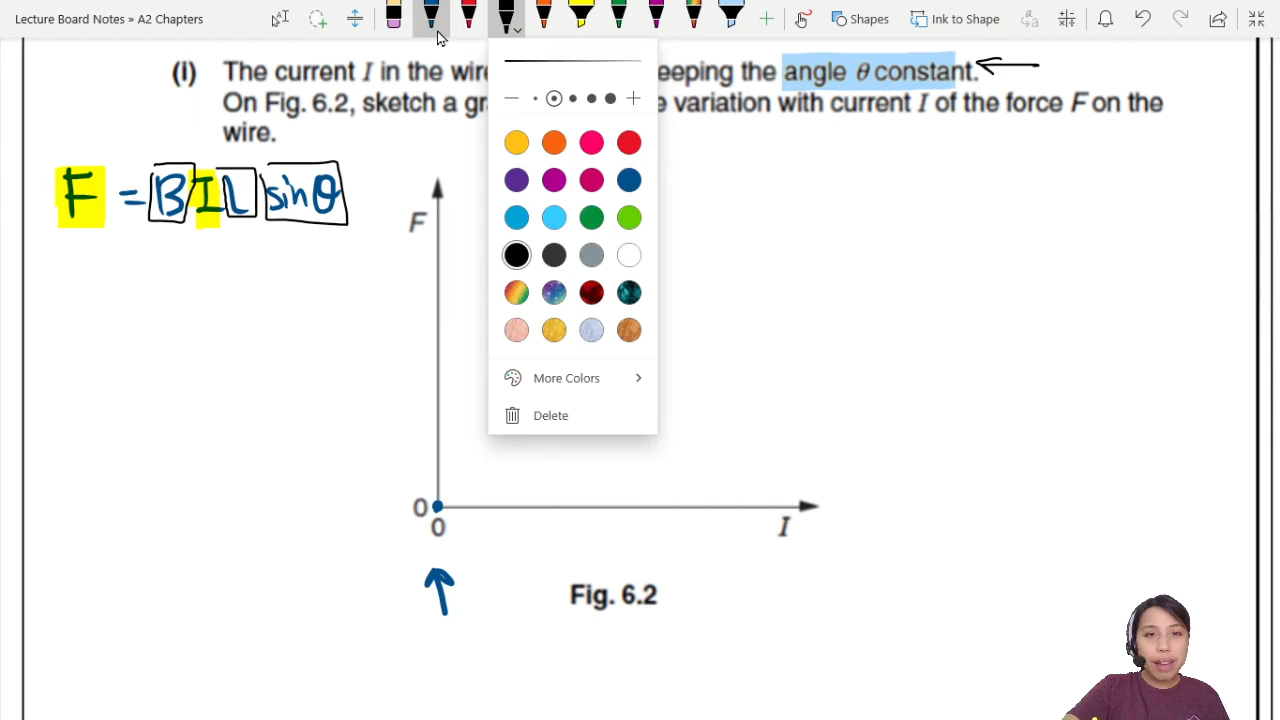 Lecture Board Notes » A2 Chapters
Shapes
Ink to Shape
(i) The current I in the wire eeping the angle θ constant.
On Fig. 6.2, sketch a gra e variation with current I of the force F on the
wire.
F = B I L sinθ
F
More Colors
Delete
0
0
I
Fig. 6.2